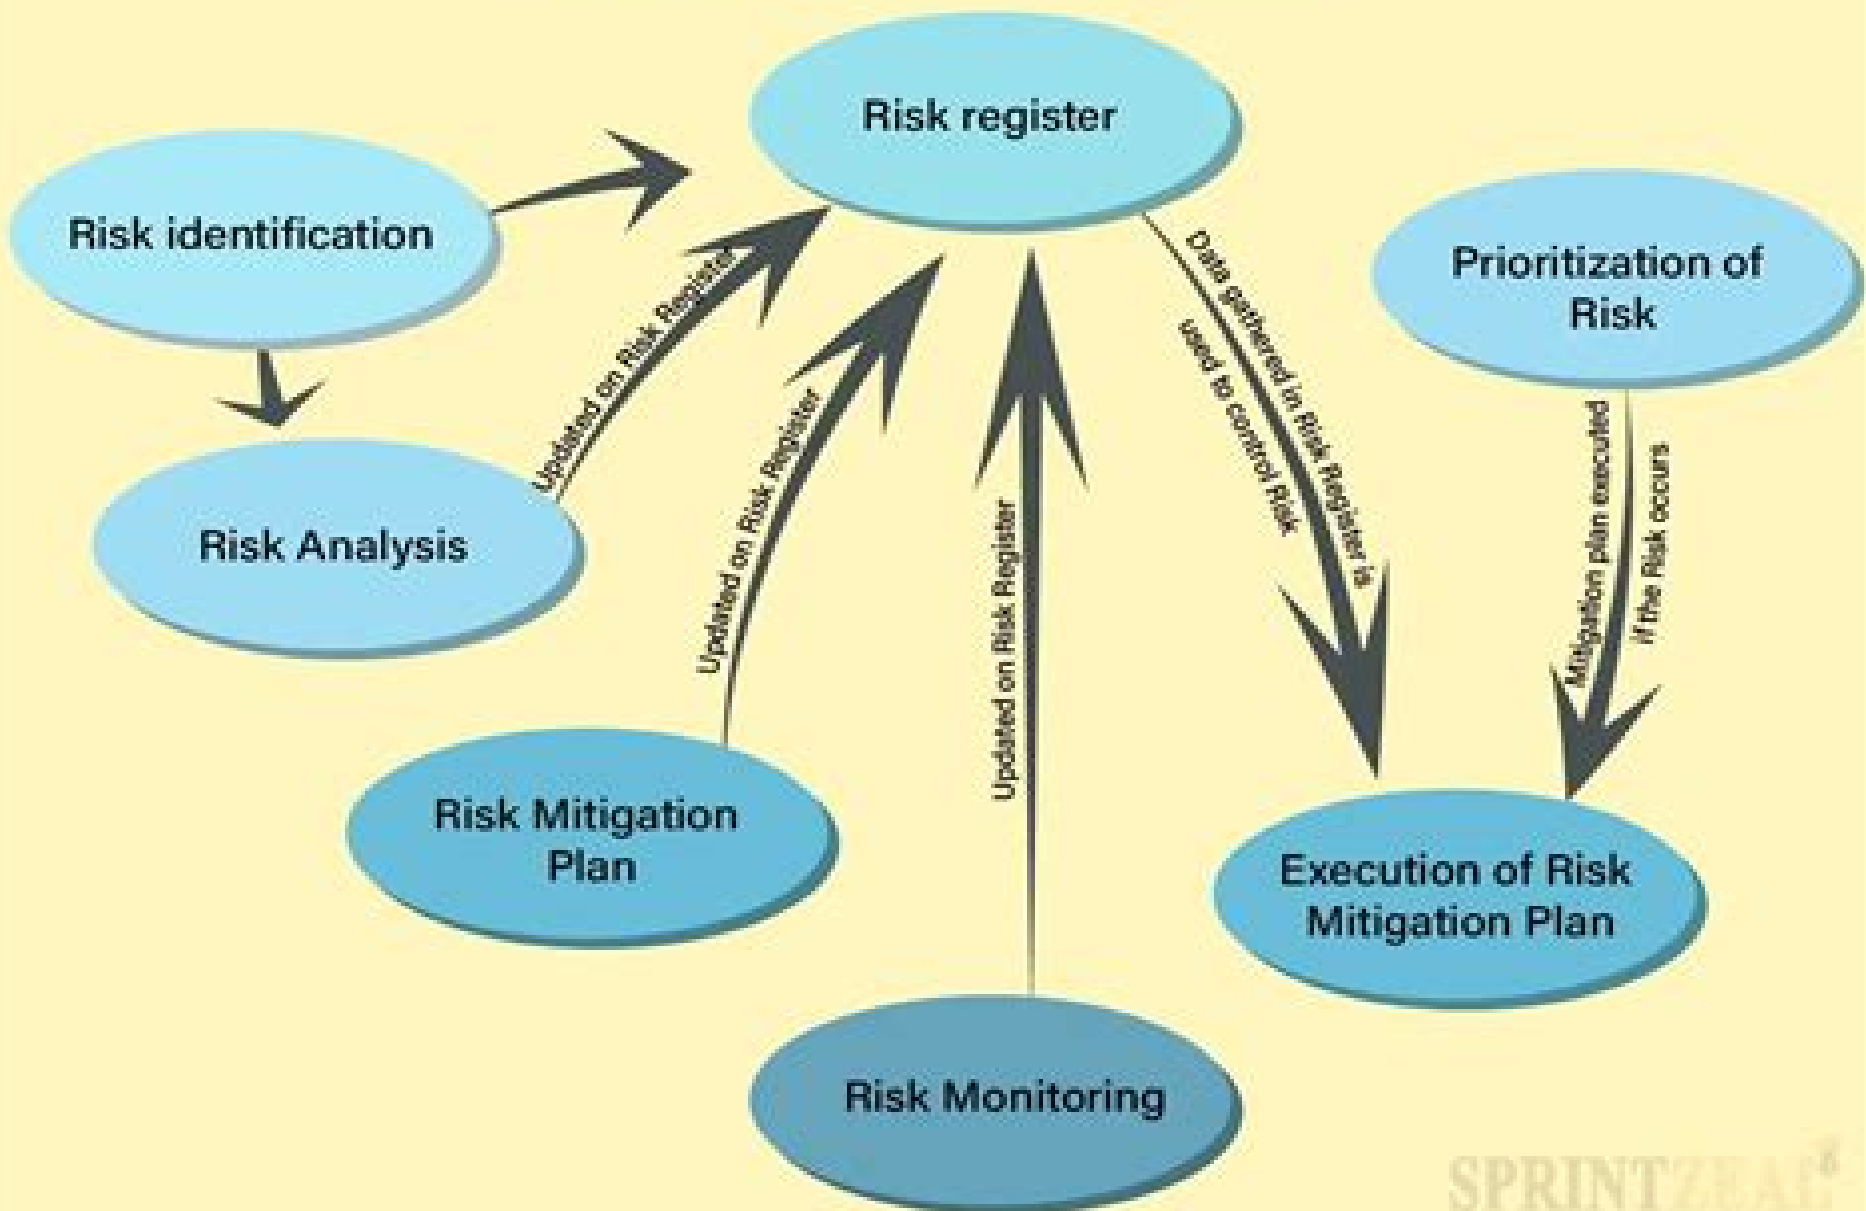 Risk register
Risk identification
Prioritization of
Risk
Updated on Risk Register
Data gathered in Risk Register is
used to control Risk
Risk Analysis
Updated on Risk Register
Updated on Risk Register
Mitigation plan executed
if the Risk occurs
Risk Mitigation
Plan
Execution of Risk
Mitigation Plan
Risk Monitoring
SPRINTZEAL